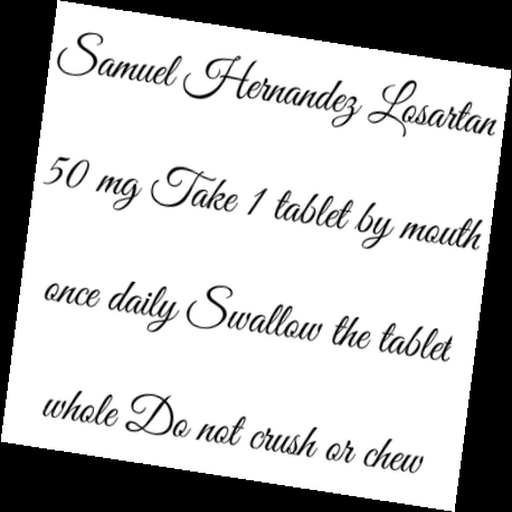 Samuel Hernandez Losartan
50 mg Take 1 tablet by mouth
once daily Swallow the tablet
whole Do not crush or chew